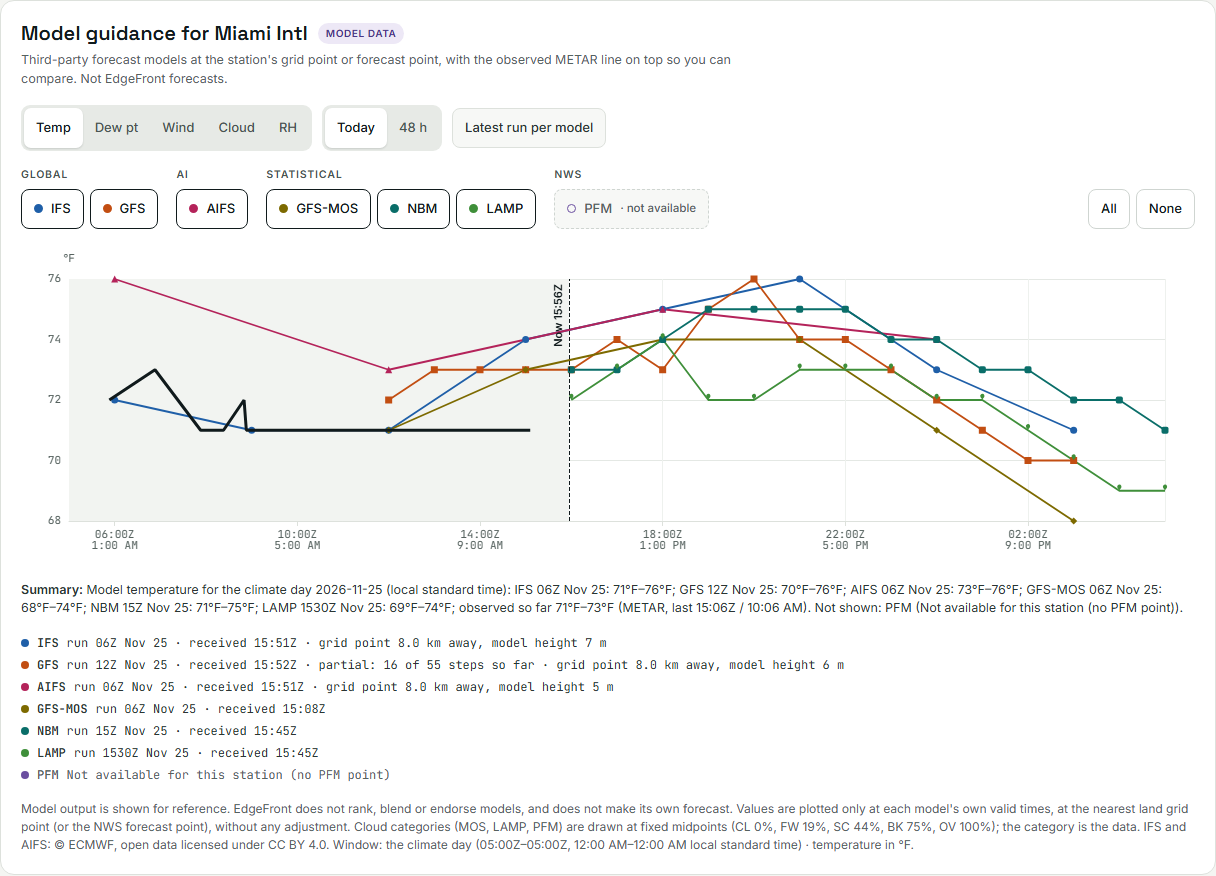 Model guidance for Miami Intl MODEL DATA
Third-party forecast models at the station's grid point or forecast point, with the observed METAR line on top so you can
compare. Not EdgeFront forecasts.
Temp Dew pt Wind Cloud RH Today 48 h Latest run per model
GLOBAL AI STATISTICAL NWS
IFS GFS AIFS GFS-MOS NBM LAMP PFM · not available All None
°F
76
74
72
70
68
Now 15:56Z
06:00Z 10:00Z 14:00Z 18:00Z 22:00Z 02:00Z
1:00 AM 5:00 AM 9:00 AM 1:00 PM 5:00 PM 9:00 PM
Summary: Model temperature for the climate day 2026-11-25 (local standard time): IFS 06Z Nov 25: 71°F–76°F; GFS 12Z Nov 25: 70°F–76°F; AIFS 06Z Nov 25: 73°F–76°F; GFS-MOS 06Z Nov 25:
68°F–74°F; NBM 15Z Nov 25: 71°F–75°F; LAMP 1530Z Nov 25: 69°F–74°F; observed so far 71°F–73°F (METAR, last 15:06Z / 10:06 AM). Not shown: PFM (Not available for this station (no PFM point)).
IFS run 06Z Nov 25 · received 15:51Z · grid point 8.0 km away, model height 7 m
GFS run 12Z Nov 25 · received 15:52Z · partial: 16 of 55 steps so far · grid point 8.0 km away, model height 6 m
AIFS run 06Z Nov 25 · received 15:51Z · grid point 8.0 km away, model height 5 m
GFS-MOS run 06Z Nov 25 · received 15:08Z
NBM run 15Z Nov 25 · received 15:45Z
LAMP run 1530Z Nov 25 · received 15:45Z
PFM Not available for this station (no PFM point)
Model output is shown for reference. EdgeFront does not rank, blend or endorse models, and does not make its own forecast. Values are plotted only at each model's own valid times, at the nearest land grid
point (or the NWS forecast point), without any adjustment. Cloud categories (MOS, LAMP, PFM) are drawn at fixed midpoints (CL 0%, FW 19%, SC 44%, BK 75%, OV 100%); the category is the data. IFS and
AIFS: © ECMWF, open data licensed under CC BY 4.0. Window: the climate day (05:00Z–05:00Z, 12:00 AM–12:00 AM local standard time) · temperature in °F.